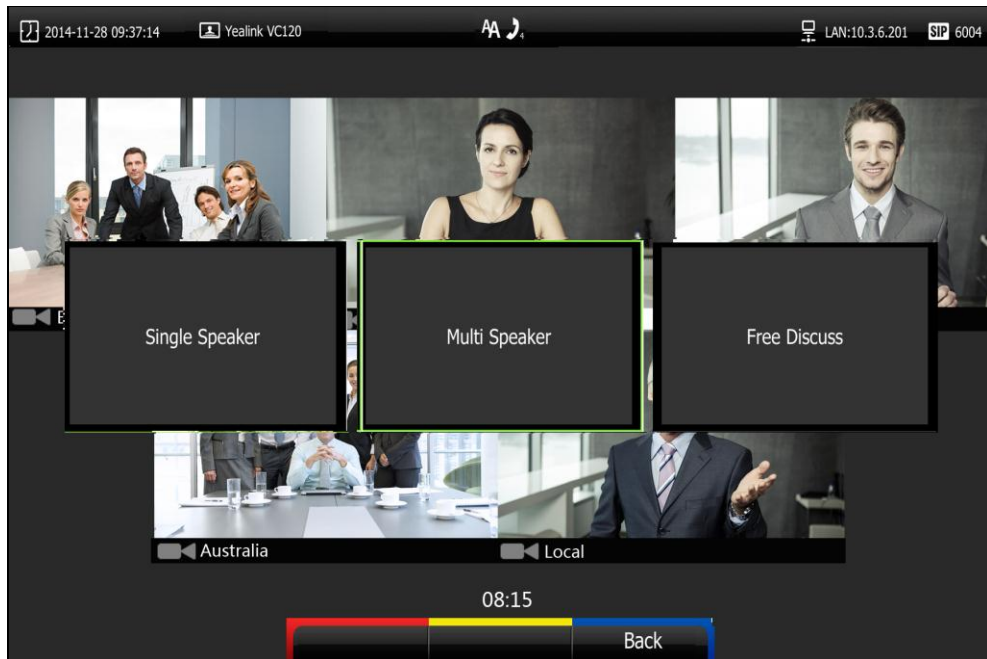 2014-11-28 09:37:14 Yealink VC120 AA 4 LAN:10.3.6.201 SIP 6004
Single Speaker
Multi Speaker
Free Discuss
Australia
Local
08:15
Back